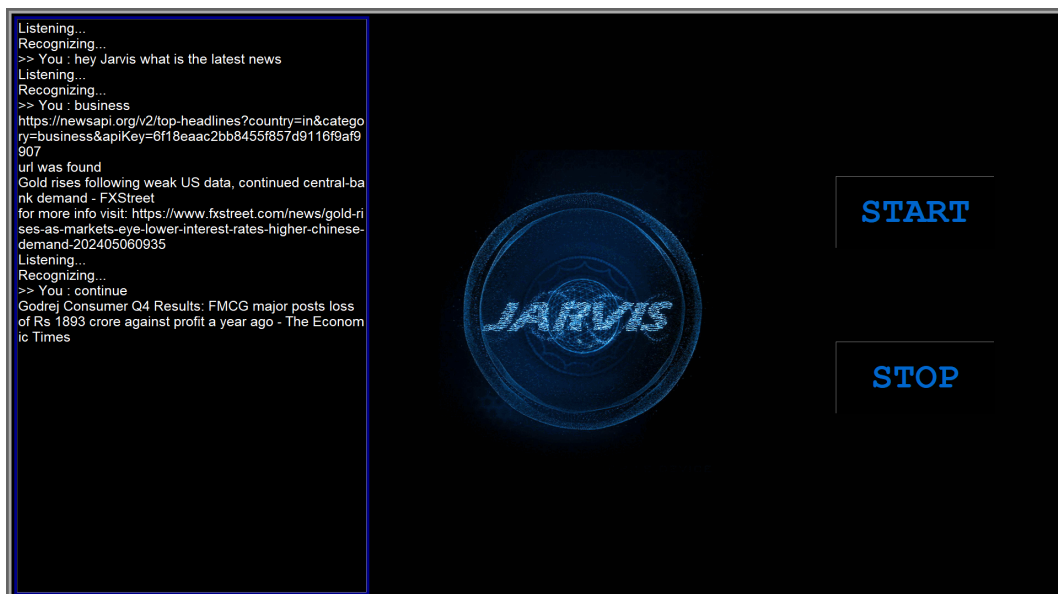 Listening...
Recognizing...
>> You : hey Jarvis what is the latest news
Listening...
Recognizing...
>> You : business
https://newsapi.org/v2/top-headlines?country=in&catego
ry=business&apiKey=6f18eaac2bb8455f857d9116f9af9
907
url was found
Gold rises following weak US data, continued central-ba
nk demand - FXStreet
for more info visit: https://www.fxstreet.com/news/gold-ri
ses-as-markets-eye-lower-interest-rates-higher-chinese-
demand-202405060935
Listening...
Recognizing...
>> You : continue
Godrej Consumer Q4 Results: FMCG major posts loss
of Rs 1893 crore against profit a year ago - The Econom
ic Times
JARVIS
START
STOP